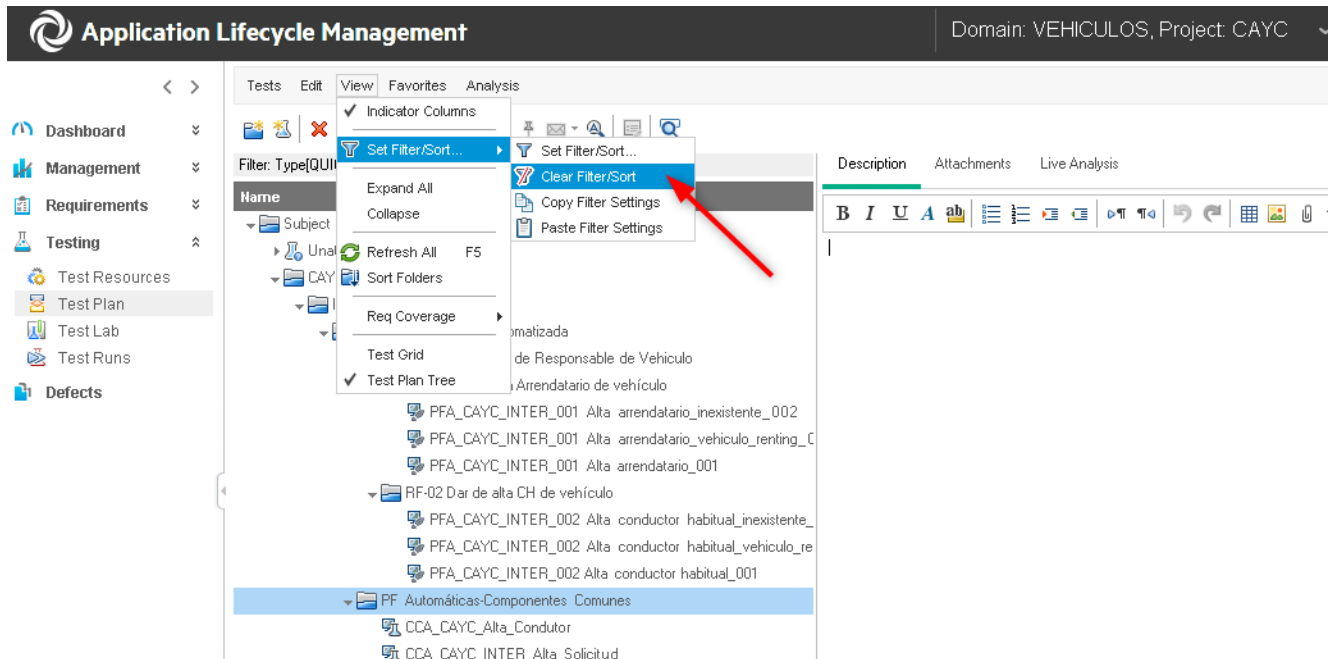 Application Lifecycle Management
Domain: VEHICULOS, Project: CAYC
Tests Edit View Favorites Analysis
Dashboard
Management
Requirements
Testing
Test Resources
Test Plan
Test Lab
Test Runs
Defects
Indicator Columns
Set Filter/Sort...
Expand All
Collapse
Refresh All F5
Sort Folders
Req Coverage
Test Grid
Test Plan Tree
Set Filter/Sort...
Clear Filter/Sort
Copy Filter Settings
Paste Filter Settings
Filter: Type[
Name
Subject
CAY
de Responsable de Vehiculo
Arrendatario de vehículo
PFA_CAYC_INTER_001 Alta arrendatario_inexistente_002
PFA_CAYC_INTER_001 Alta arrendatario_vehiculo_renting_
PFA_CAYC_INTER_001 Alta arrendatario_001
RF-02 Dar de alta CH de vehículo
PFA_CAYC_INTER_002 Alta conductor habitual_inexistente_
PFA_CAYC_INTER_002 Alta conductor habitual_vehiculo_re
PFA_CAYC_INTER_002 Alta conductor habitual_001
PF Automáticas-Componentes Comunes
CCA_CAYC_Alta_Condutor
CCA_CAYC_INTER_Alta_Solicitud
Description Attachments Live Analysis
B I U A ab